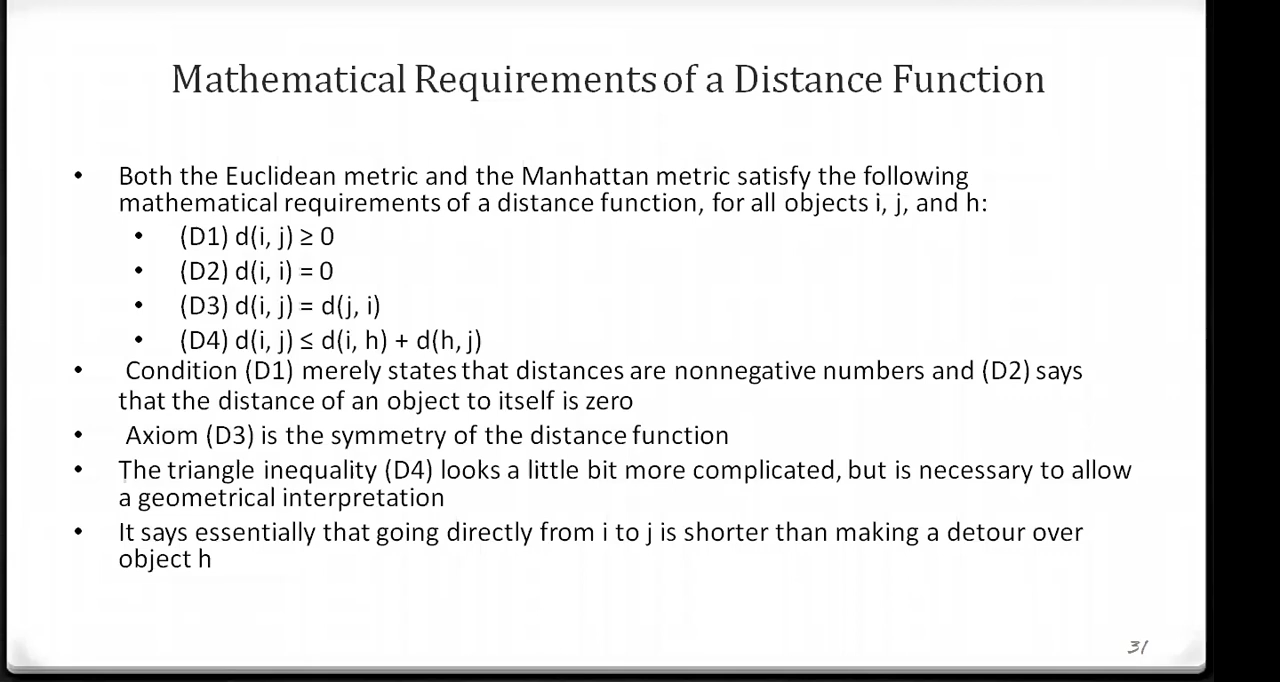 Mathematical Requirements of a Distance Function
• Both the Euclidean metric and the Manhattan metric satisfy the following
mathematical requirements of a distance function, for all objects i, j, and h:
• (D1) d(i, j) ≥ 0
• (D2) d(i, i) = 0
• (D3) d(i, j) = d(j, i)
• (D4) d(i, j) ≤ d(i, h) + d(h, j)
• Condition (D1) merely states that distances are nonnegative numbers and (D2) says
that the distance of an object to itself is zero
• Axiom (D3) is the symmetry of the distance function
• The triangle inequality (D4) looks a little bit more complicated, but is necessary to allow
a geometrical interpretation
• It says essentially that going directly from i to j is shorter than making a detour over
object h
31